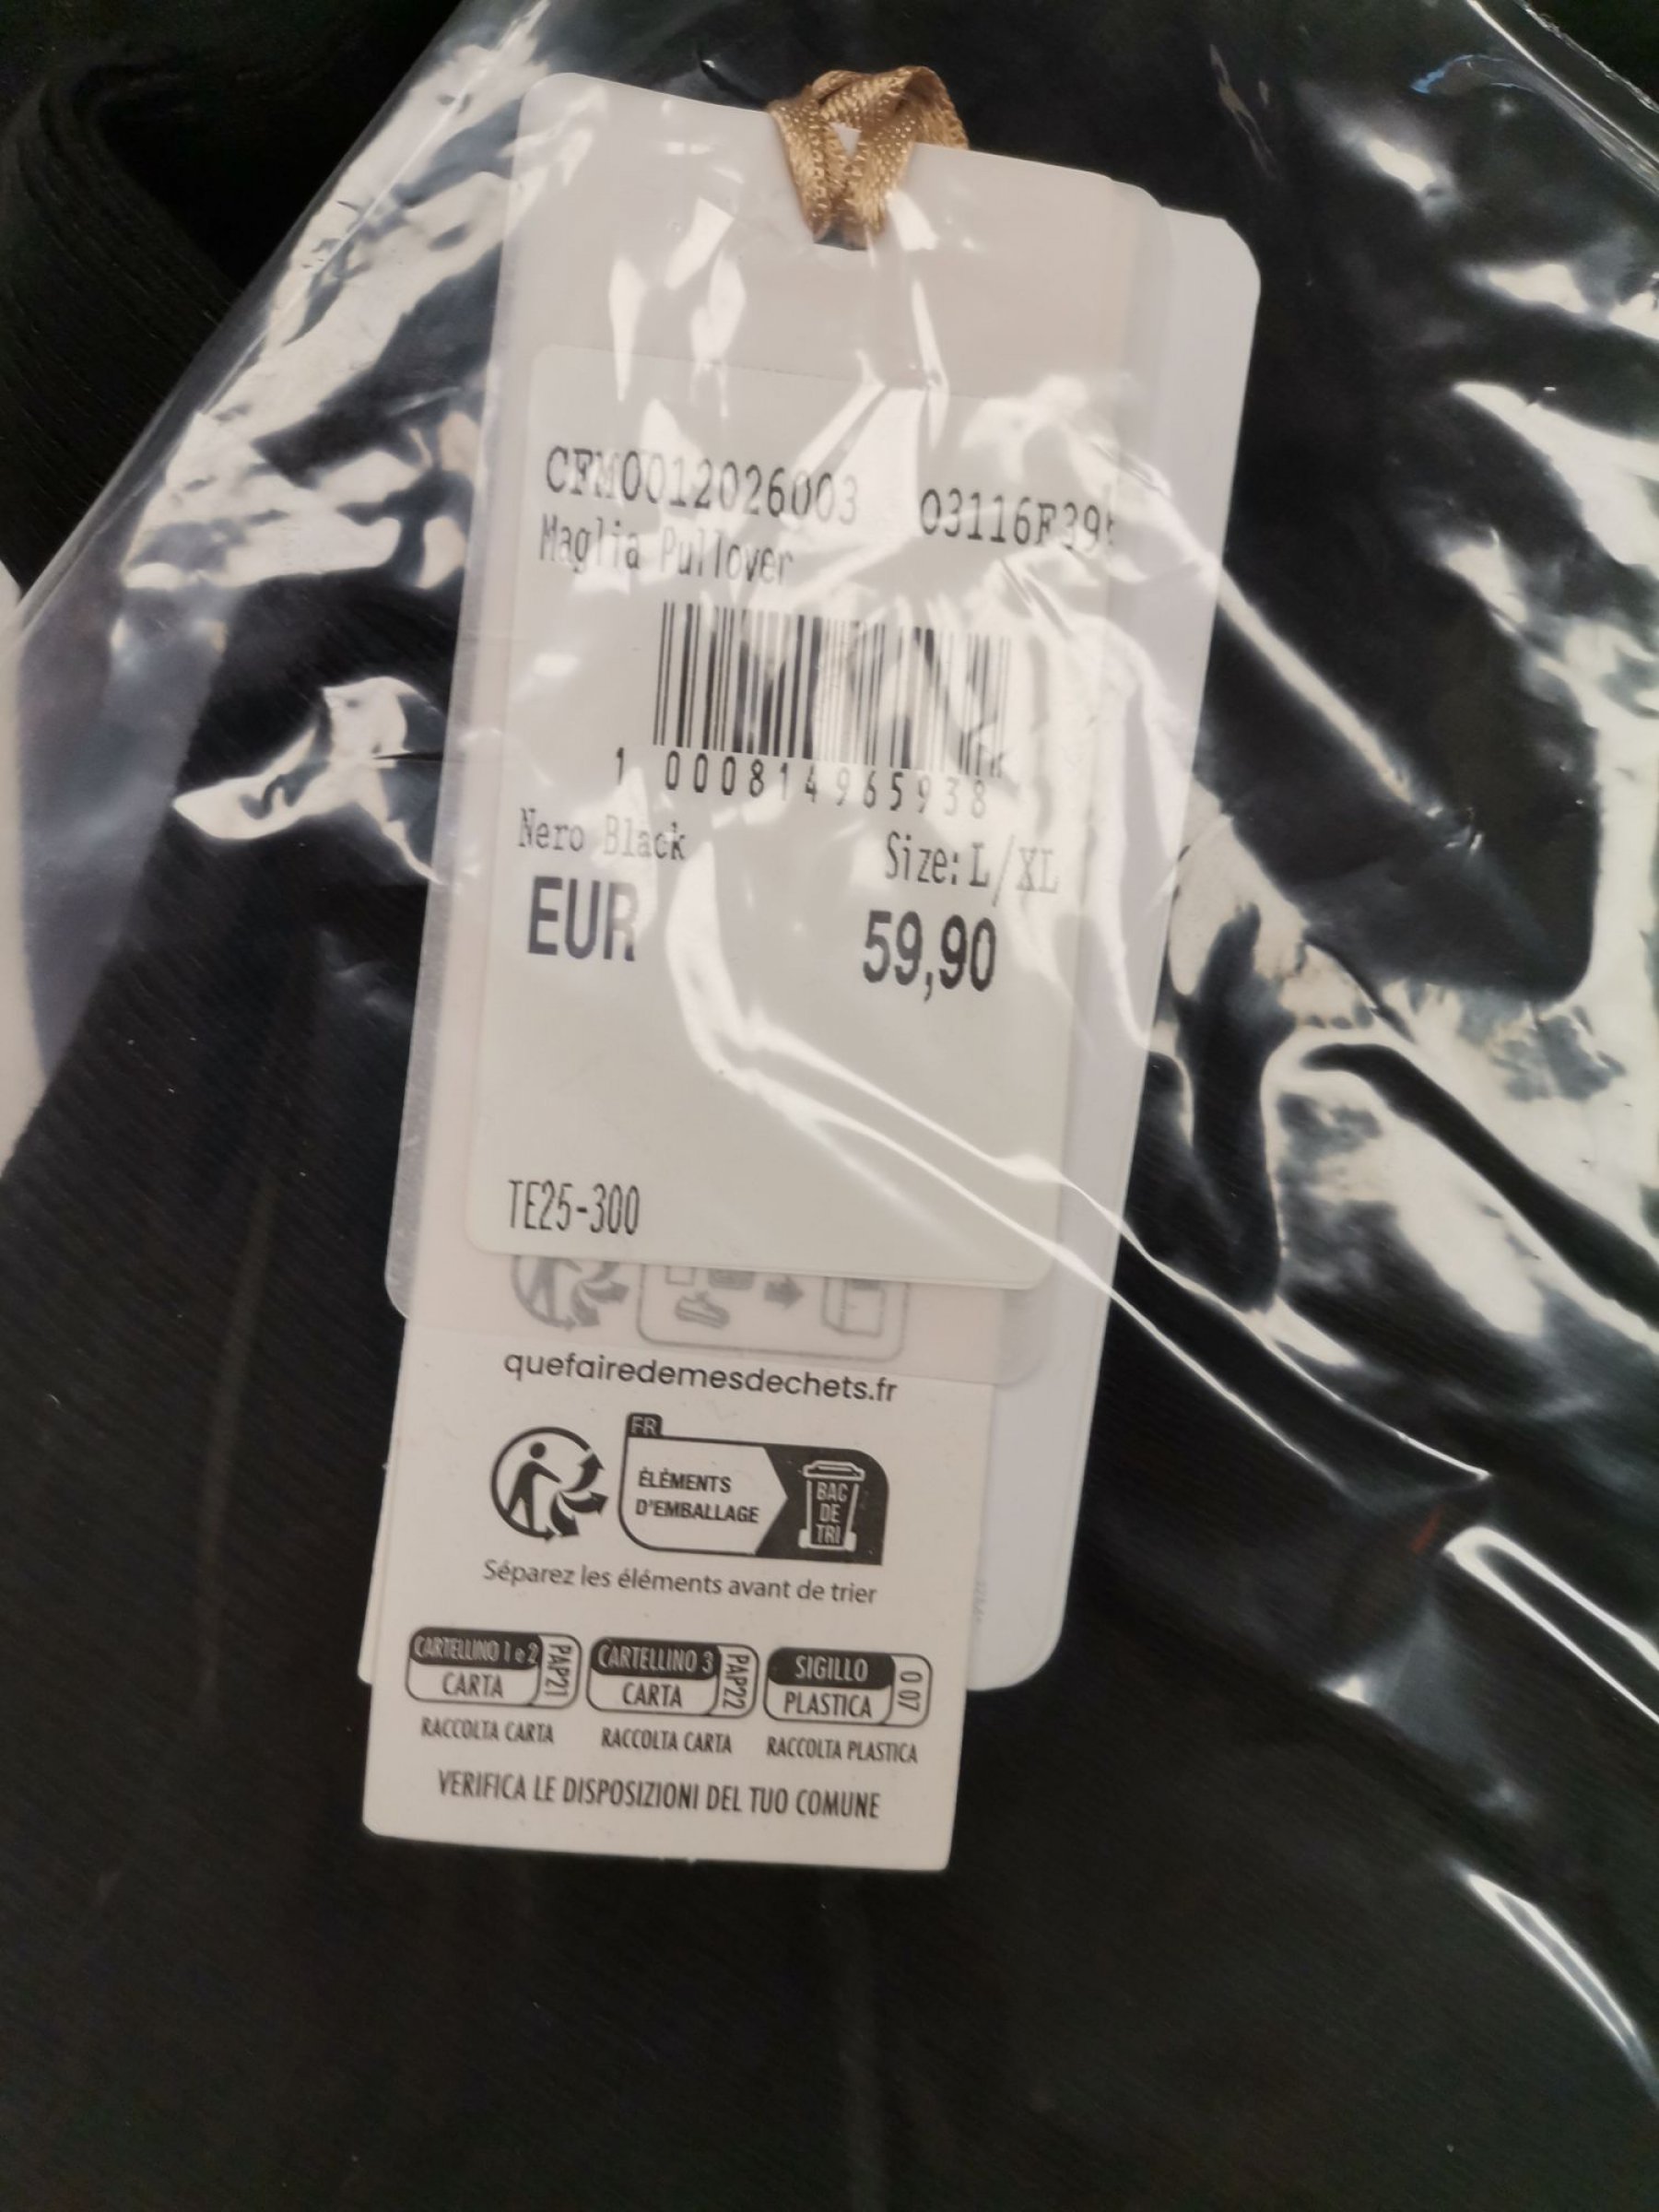 CFM0012026003 03116F39
Maglia Pullover
1 000814965938
Nero Black Size: L/XL
EUR 59,90
TE25-300
quefairedemesdechets.fr
FR
ÉLÉMENTS
D'EMBALLAGE
BAC
DE
TRI
Séparez les éléments avant de trier
CARTELLINO 1 e 2 PAP21
CARTA
RACCOLTA CARTA
CARTELLINO 3 PAP22
CARTA
RACCOLTA CARTA
SIGILLO 0 07
PLASTICA
RACCOLTA PLASTICA
VERIFICA LE DISPOSIZIONI DEL TUO COMUNE